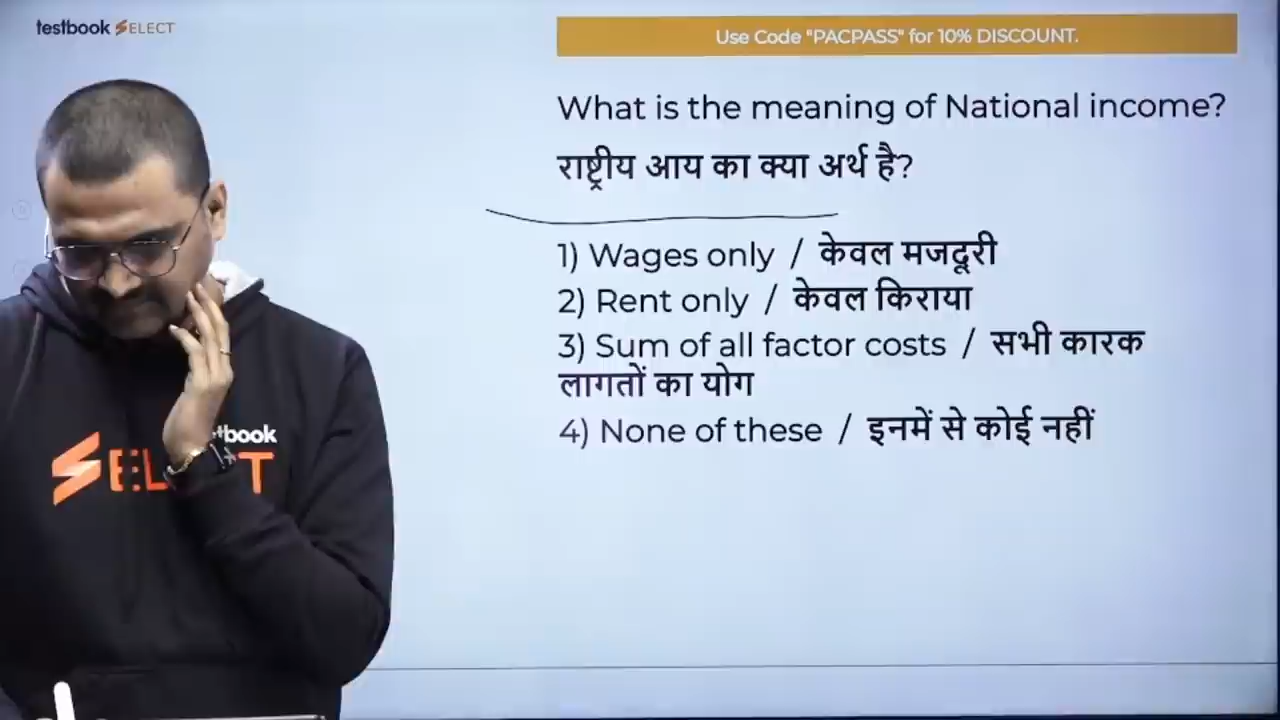 testbook SELECT
Use Code "PACPASS" for 10% DISCOUNT.
What is the meaning of National income?
राष्ट्रीय आय का क्या अर्थ है?
1) Wages only / केवल मजदूरी
2) Rent only / केवल किराया
3) Sum of all factor costs / सभी कारक
लागतों का योग
4) None of these / इनमें से कोई नहीं
tbook
SELECT